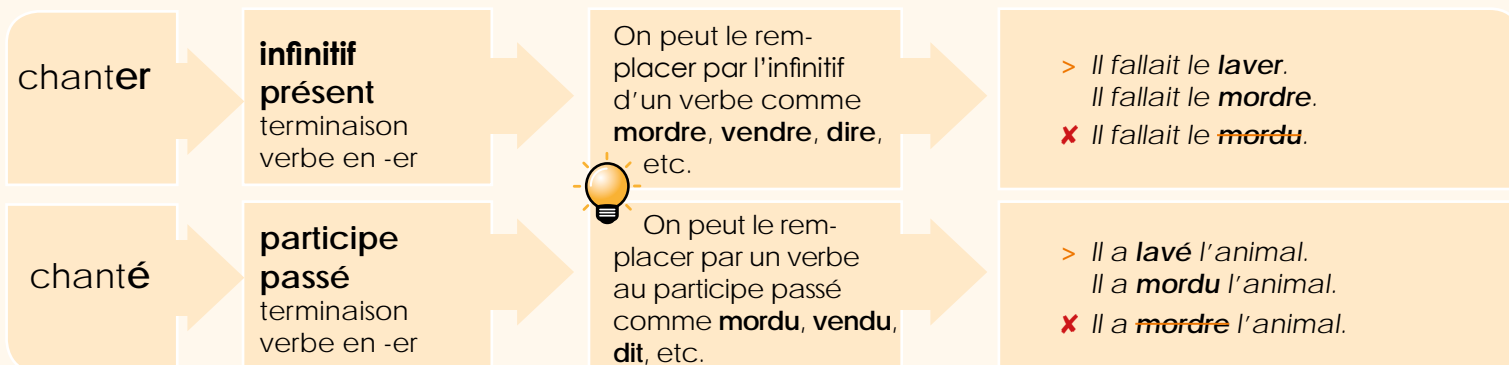 chanter
infinitif
présent
terminaison
verbe en -er
On peut le rem-
placer par l'infinitif
d'un verbe comme
mordre, vendre, dire,
etc.
> Il fallait le laver.
Il fallait le mordre.
✘ Il fallait le mordu.
chanté
participe
passé
terminaison
verbe en -er
On peut le rem-
placer par un verbe
au participe passé
comme mordu, vendu,
dit, etc.
> Il a lavé l'animal.
Il a mordu l'animal.
✘ Il a mordre l'animal.